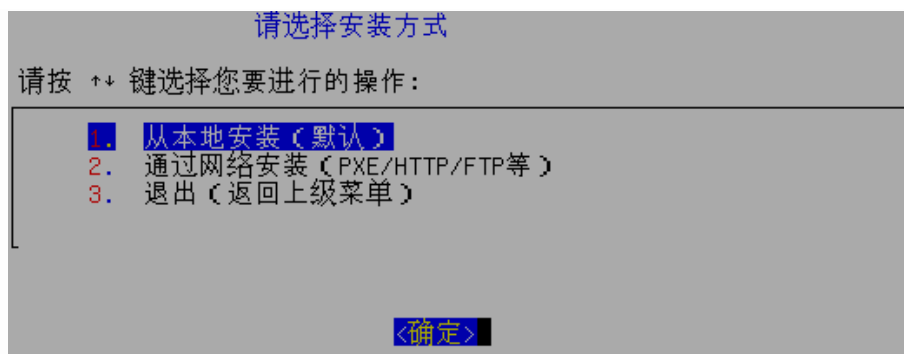 请选择安装方式
请按 ↑↓ 键选择您要进行的操作:
1. 从本地安装(默认)
2. 通过网络安装(PXE/HTTP/FTP等)
3. 退出(返回上级菜单)
<确定>